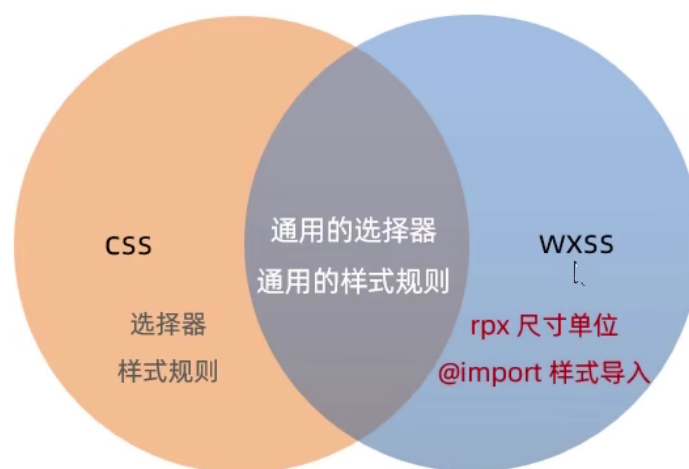 CSS
选择器
样式规则
通用的选择器
通用的样式规则
WXSS
rpx 尺寸单位
@import 样式导入